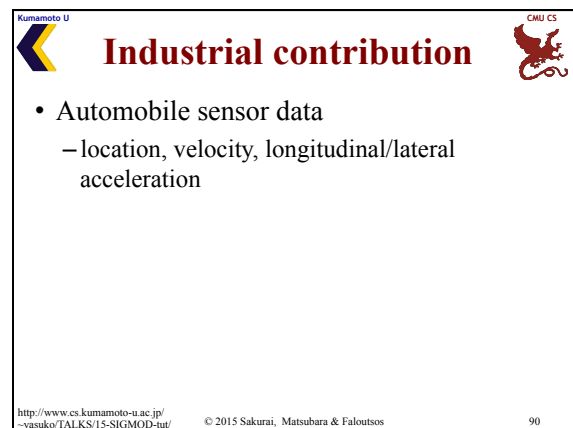 Kumamoto U
CMU CS
Industrial contribution
• Automobile sensor data
– location, velocity, longitudinal/lateral
acceleration
http://www.cs.kumamoto-u.ac.jp/
~yasuko/TALKS/15-SIGMOD-tut/
© 2015 Sakurai, Matsubara & Faloutsos
90